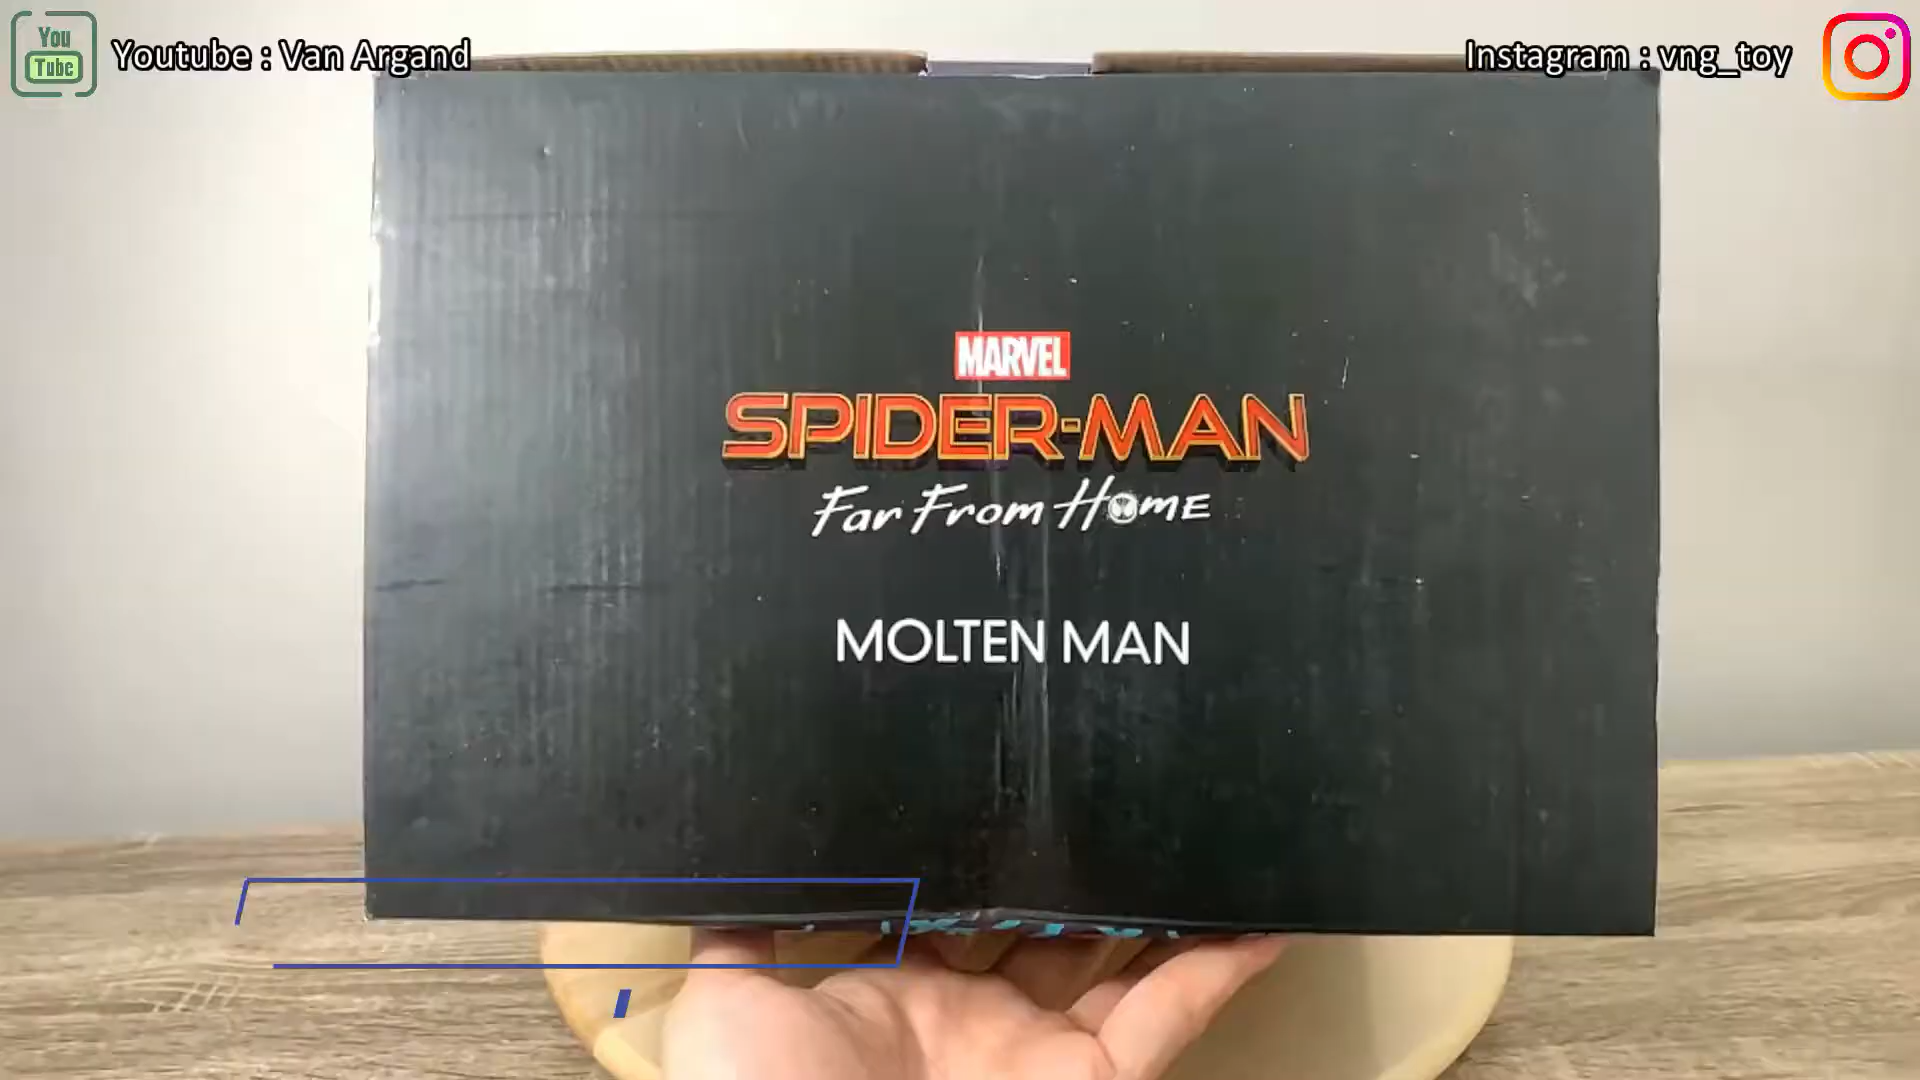 You
Tube
Youtube : Van Argand
Instagram : vng_toy
MARVEL
SPIDER-MAN
Far From HomE
MOLTEN MAN